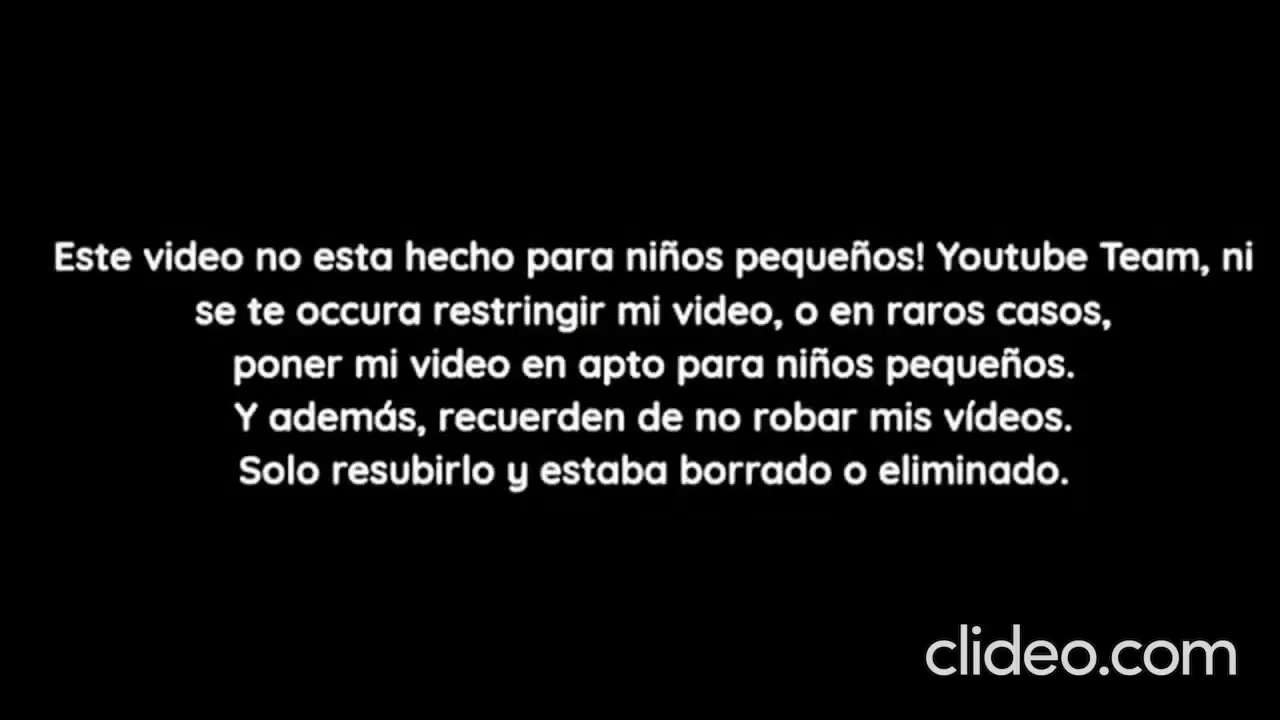 Este video no esta hecho para niños pequeños! Youtube Team, ni
se te occura restringir mi video, o en raros casos,
poner mi video en apto para niños pequeños.
Y además, recuerden de no robar mis vídeos.
Solo resubirlo y estaba borrado o eliminado.
clideo.com